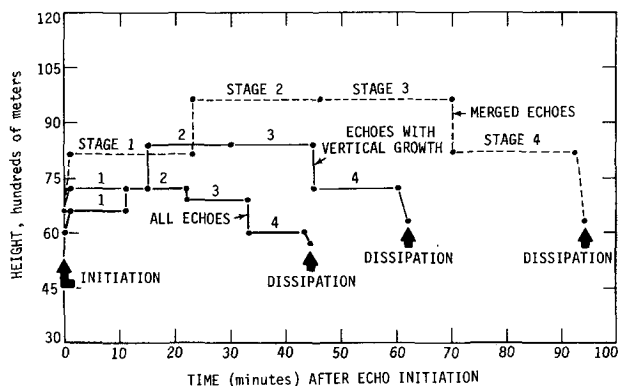 120
105
90
75
60
45
30
HEIGHT, hundreds of meters
STAGE 2
STAGE 3
MERGED ECHOES
STAGE 1
2
3
ECHOES WITH
VERTICAL GROWTH
STAGE 4
1
2
3
4
1
ALL ECHOES
4
INITIATION
DISSIPATION
DISSIPATION
DISSIPATION
0 10 20 30 40 50 60 70 80 90 100
TIME (minutes) AFTER ECHO INITIATION